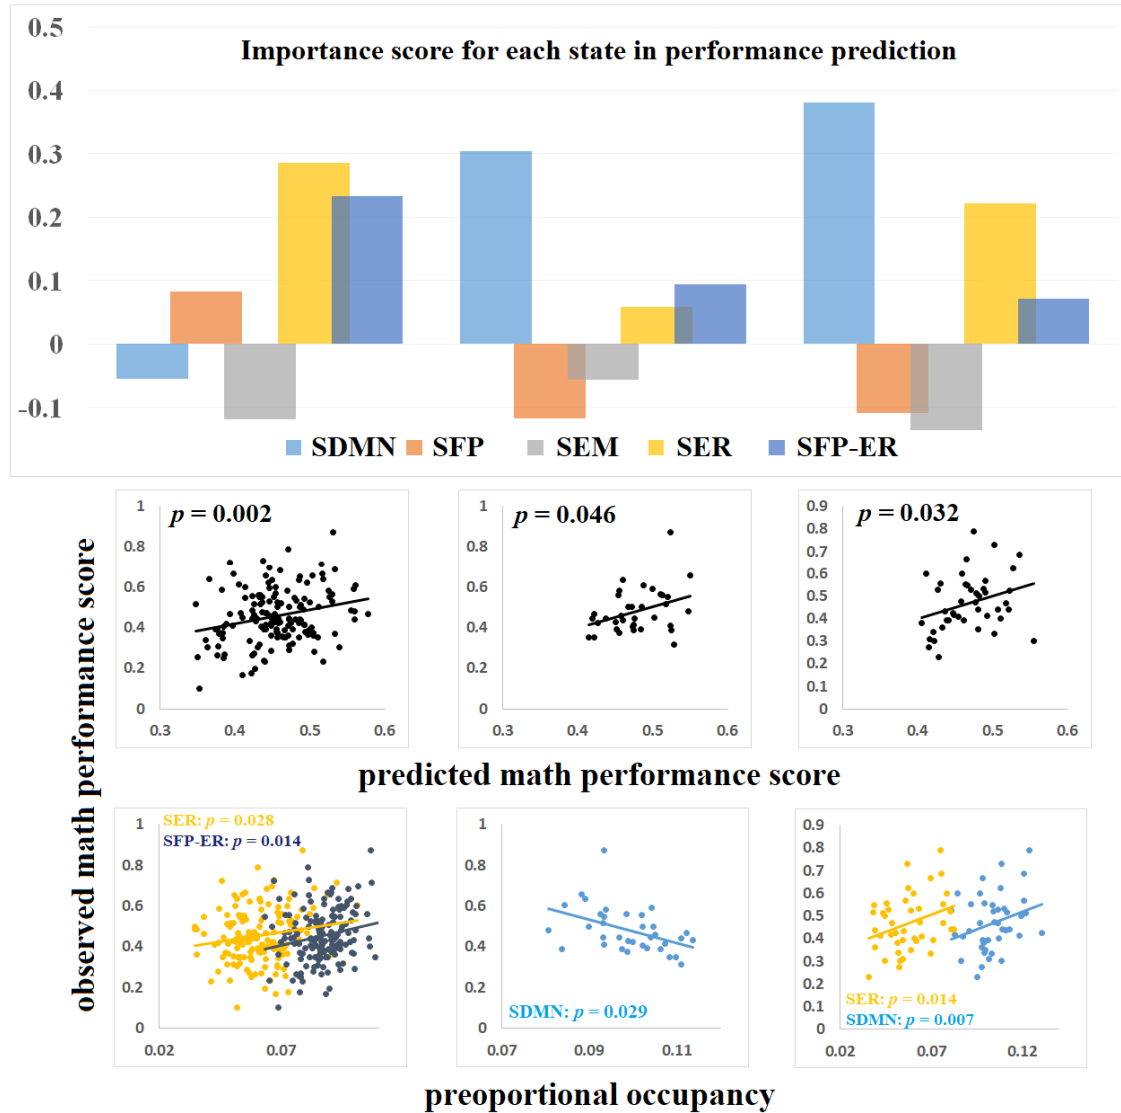 Importance score for each state in performance prediction
0.5
0.4
0.3
0.2
0.1
0
-0.1
SDMN SFP SEM SER SFP-ER
observed math performance score
p = 0.002
1
0.8
0.6
0.4
0.2
0
0.3 0.4 0.5 0.6
p = 0.046
1
0.8
0.6
0.4
0.2
0
0.3 0.4 0.5 0.6
p = 0.032
0.9
0.8
0.7
0.6
0.5
0.4
0.3
0.2
0.1
0
0.3 0.4 0.5 0.6
predicted math performance score
SER: p = 0.028
SFP-ER: p = 0.014
1
0.8
0.6
0.4
0.2
0
0.02 0.07
1
0.8
0.6
0.4
0.2
0
SDMN: p = 0.029
0.07 0.09 0.11
0.9
0.8
0.7
0.6
0.5
0.4
0.3
0.2
0.1
0
SER: p = 0.014
SDMN: p = 0.007
0.02 0.07 0.12
preoportional occupancy